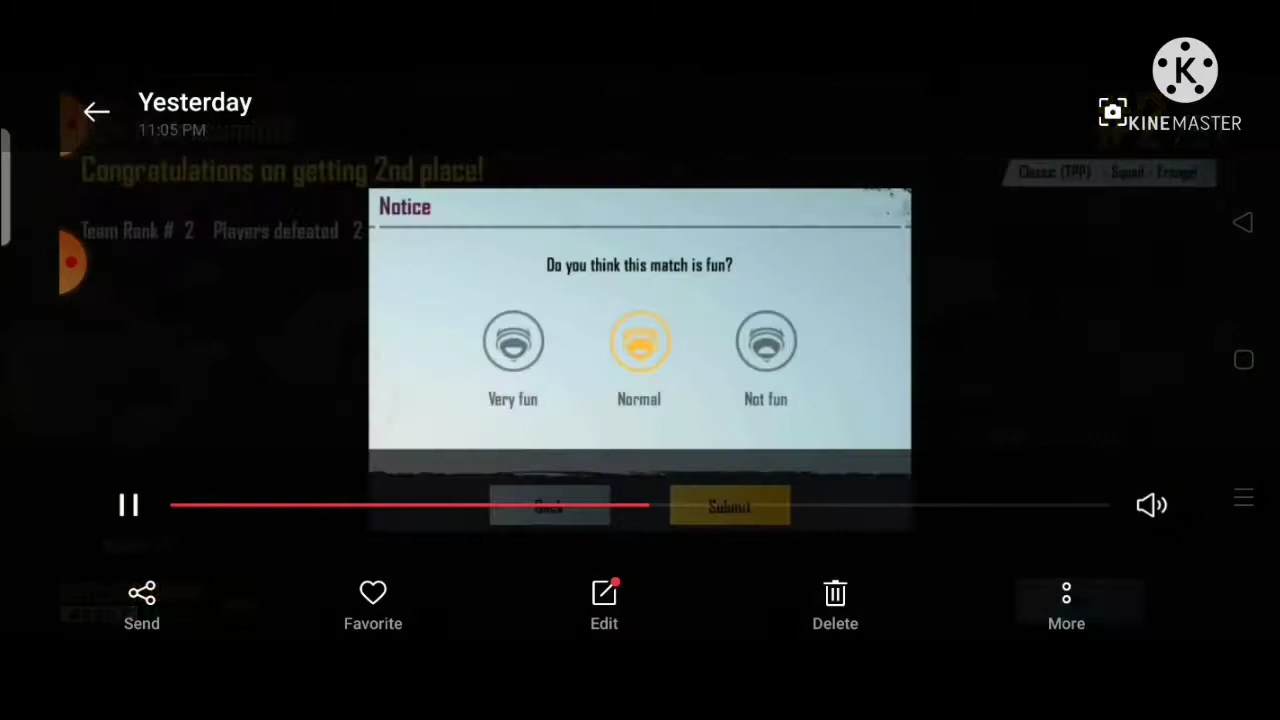 Yesterday
11:05 PM
KINEMASTER
Congratulations on getting 2nd place!
Classic (TPP) - Squad - Erangel
Team Rank # 2 Players defeated 2
Notice
Do you think this match is fun?
Very fun Normal Not fun
Back Submit
Send Favorite Edit Delete More